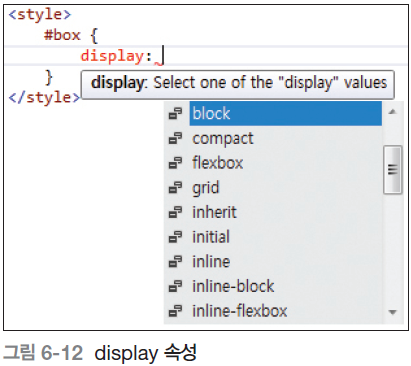 <style>
#box {
display:
}
</style>
display: Select one of the "display" values
block
compact
flexbox
grid
inherit
initial
inline
inline-block
inline-flexbox
그림 6-12 display 속성